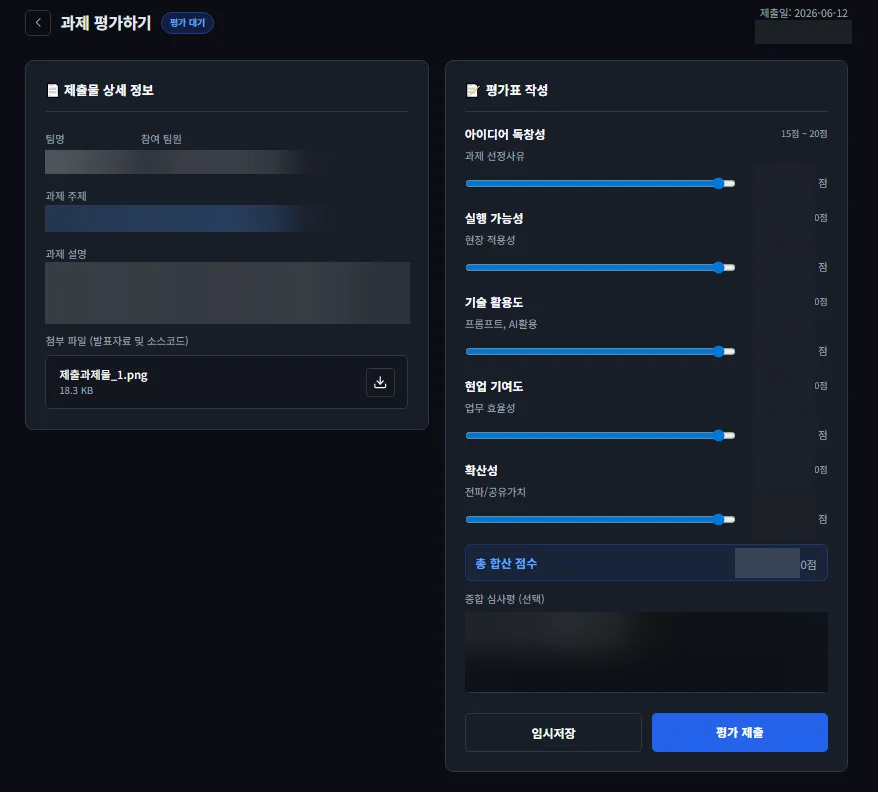 과제 평가하기
평가 대기
제출일: 2026-06-12
제출물 상세 정보
팀명 참여 팀원
과제 주제
과제 설명
첨부 파일 (발표자료 및 소스코드)
제출과제물_1.png
18.3 KB
평가표 작성
아이디어 독창성 15점 ~ 20점
과제 선정사유
점
실행 가능성 0점
현장 적용성
점
기술 활용도 0점
프롬프트, AI활용
점
현업 기여도 0점
업무 효율성
점
확산성 0점
전파/공유가치
점
총 합산 점수 0점
종합 심사평 (선택)
임시저장 평가 제출